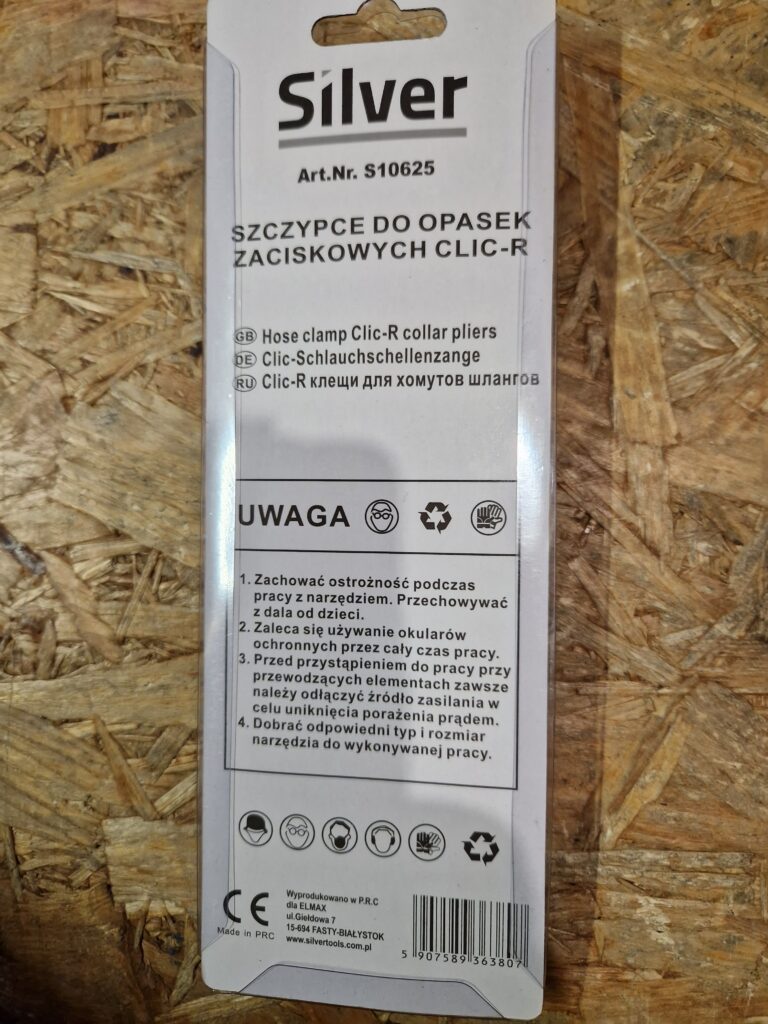 Silver
Art.Nr. S10625
SZCZYPCE DO OPASEK
ZACISKOWYCH CLIC-R
GB Hose clamp Clic-R collar pliers
DE Clic-Schlauchschellenzange
RU Clic-R клещи для хомутов шлангов
UWAGA
1. Zachować ostrożność podczas
pracy z narzędziem. Przechowywać
z dala od dzieci.
2. Zaleca się używanie okularów
ochronnych przez cały czas pracy.
3. Przed przystąpieniem do pracy przy
przewodzących elementach zawsze
należy odłączyć źródło zasilania w
celu uniknięcia porażenia prądem.
4. Dobrać odpowiedni typ i rozmiar
narzędzia do wykonywanej pracy.
CE
Made in PRC
Wyprodukowano w P.R.C
dla ELMAX
ul.Giełdowa 7
15-694 FASTY-BIAŁYSTOK
www.silvertools.com.pl
5 907589 363807